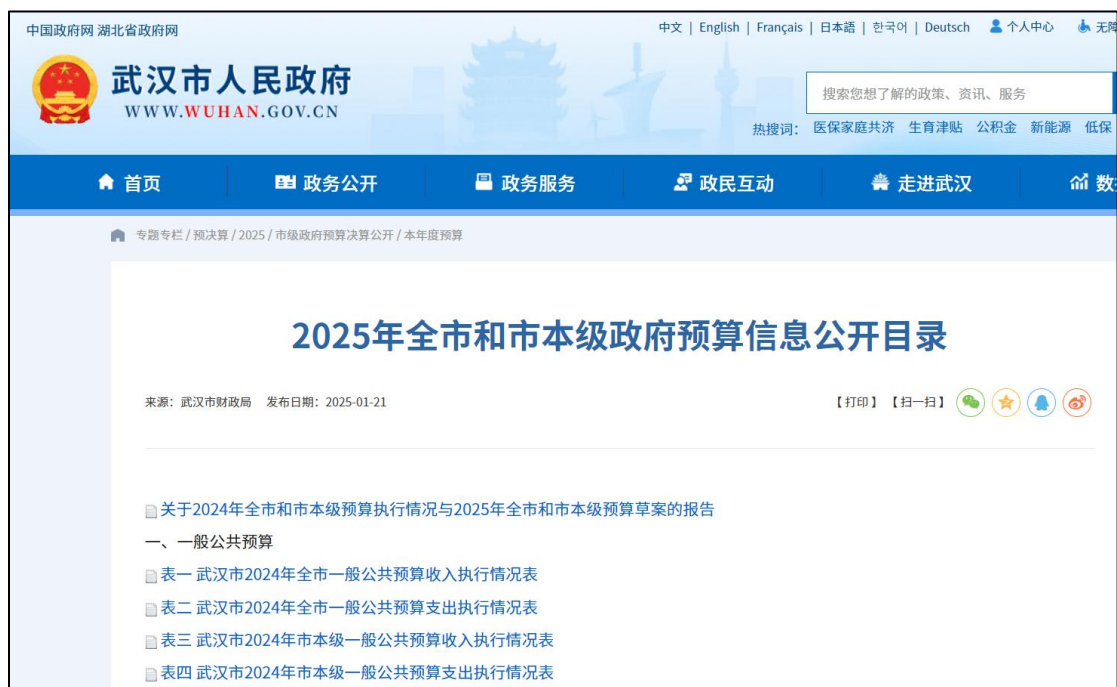 中国政府网 湖北省政府网
中文 | English | Français | 日本語 | 한국어 | Deutsch 个人中心 无障
武汉市人民政府
WWW.WUHAN.GOV.CN
搜索您想了解的政策、资讯、服务
热搜词： 医保家庭共济 生育津贴 公积金 新能源 低保
首页 政务公开 政务服务 政民互动 走进武汉 数
专题专栏 / 预决算 / 2025 / 市级政府预算决算公开 / 本年度预算
2025年全市和市本级政府预算信息公开目录
来源：武汉市财政局 发布日期：2025-01-21 【打印】 【扫一扫】
关于2024年全市和市本级预算执行情况与2025年全市和市本级预算草案的报告
一、一般公共预算
表一 武汉市2024年全市一般公共预算收入执行情况表
表二 武汉市2024年全市一般公共预算支出执行情况表
表三 武汉市2024年市本级一般公共预算收入执行情况表
表四 武汉市2024年市本级一般公共预算支出执行情况表